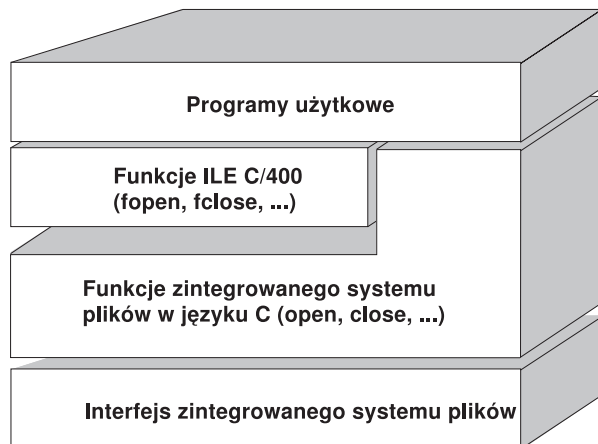 Programy użytkowe
Funkcje ILE C/400
(fopen, fclose, ...)
Funkcje zintegrowanego systemu
plików w języku C (open, close, ...)
Interfejs zintegrowanego systemu plików